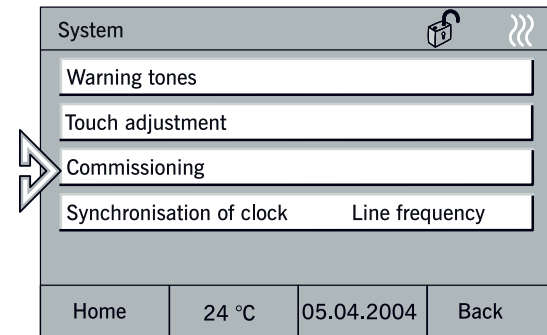 System
Warning tones
Touch adjustment
Commissioning
Synchronisation of clock Line frequency
Home 24 °C 05.04.2004 Back